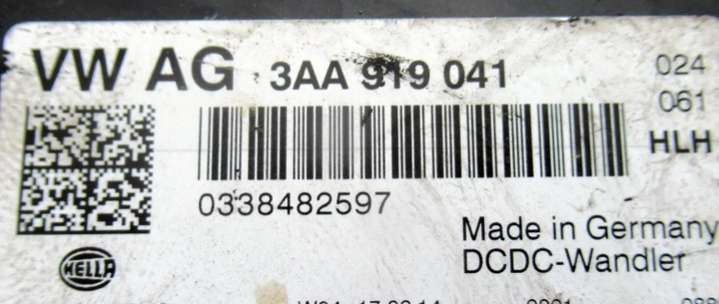 VW AG 3AA 919 041
024
061
HLH
0338482597
Made in Germany
DCDC-Wandler
HELLA